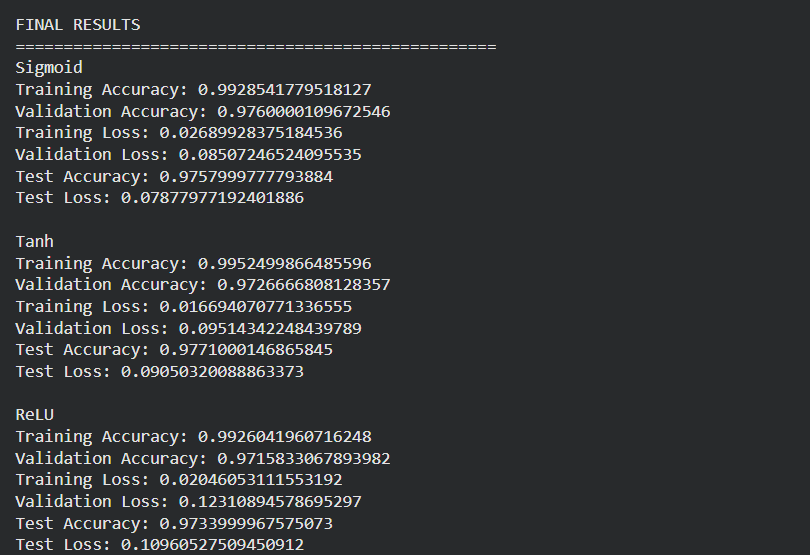 FINAL RESULTS
==================================================
Sigmoid
Training Accuracy: 0.9928541779518127
Validation Accuracy: 0.9760000109672546
Training Loss: 0.02689928375184536
Validation Loss: 0.08507246524095535
Test Accuracy: 0.9757999777793884
Test Loss: 0.07877977192401886

Tanh
Training Accuracy: 0.9952499866485596
Validation Accuracy: 0.9726666808128357
Training Loss: 0.016694070771336555
Validation Loss: 0.09514342248439789
Test Accuracy: 0.9771000146865845
Test Loss: 0.09050320088863373

ReLU
Training Accuracy: 0.9926041960716248
Validation Accuracy: 0.9715833067893982
Training Loss: 0.02046053111553192
Validation Loss: 0.12310894578695297
Test Accuracy: 0.9733999967575073
Test Loss: 0.10960527509450912